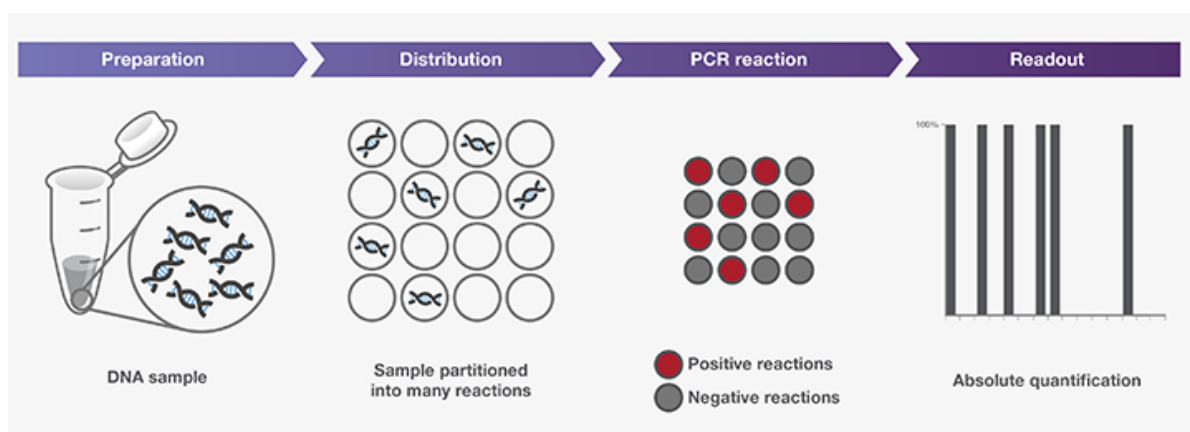 Preparation
Distribution
PCR reaction
Readout
100%
DNA sample
Sample partitioned
into many reactions
Positive reactions
Negative reactions
Absolute quantification